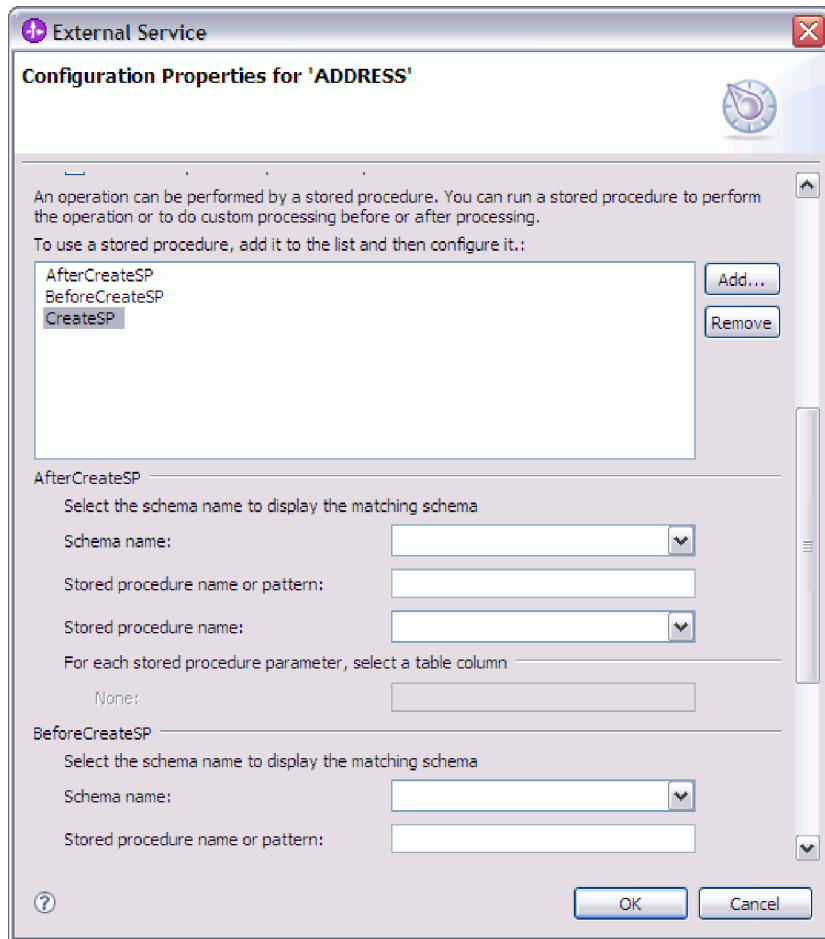 External Service
Configuration Properties for 'ADDRESS'
An operation can be performed by a stored procedure. You can run a stored procedure to perform
the operation or to do custom processing before or after processing.
To use a stored procedure, add it to the list and then configure it.:
AfterCreateSP
BeforeCreateSP
CreateSP
Add...
Remove
AfterCreateSP
Select the schema name to display the matching schema
Schema name:
Stored procedure name or pattern:
Stored procedure name:
For each stored procedure parameter, select a table column
None:
BeforeCreateSP
Select the schema name to display the matching schema
Schema name:
Stored procedure name or pattern:
?
OK
Cancel